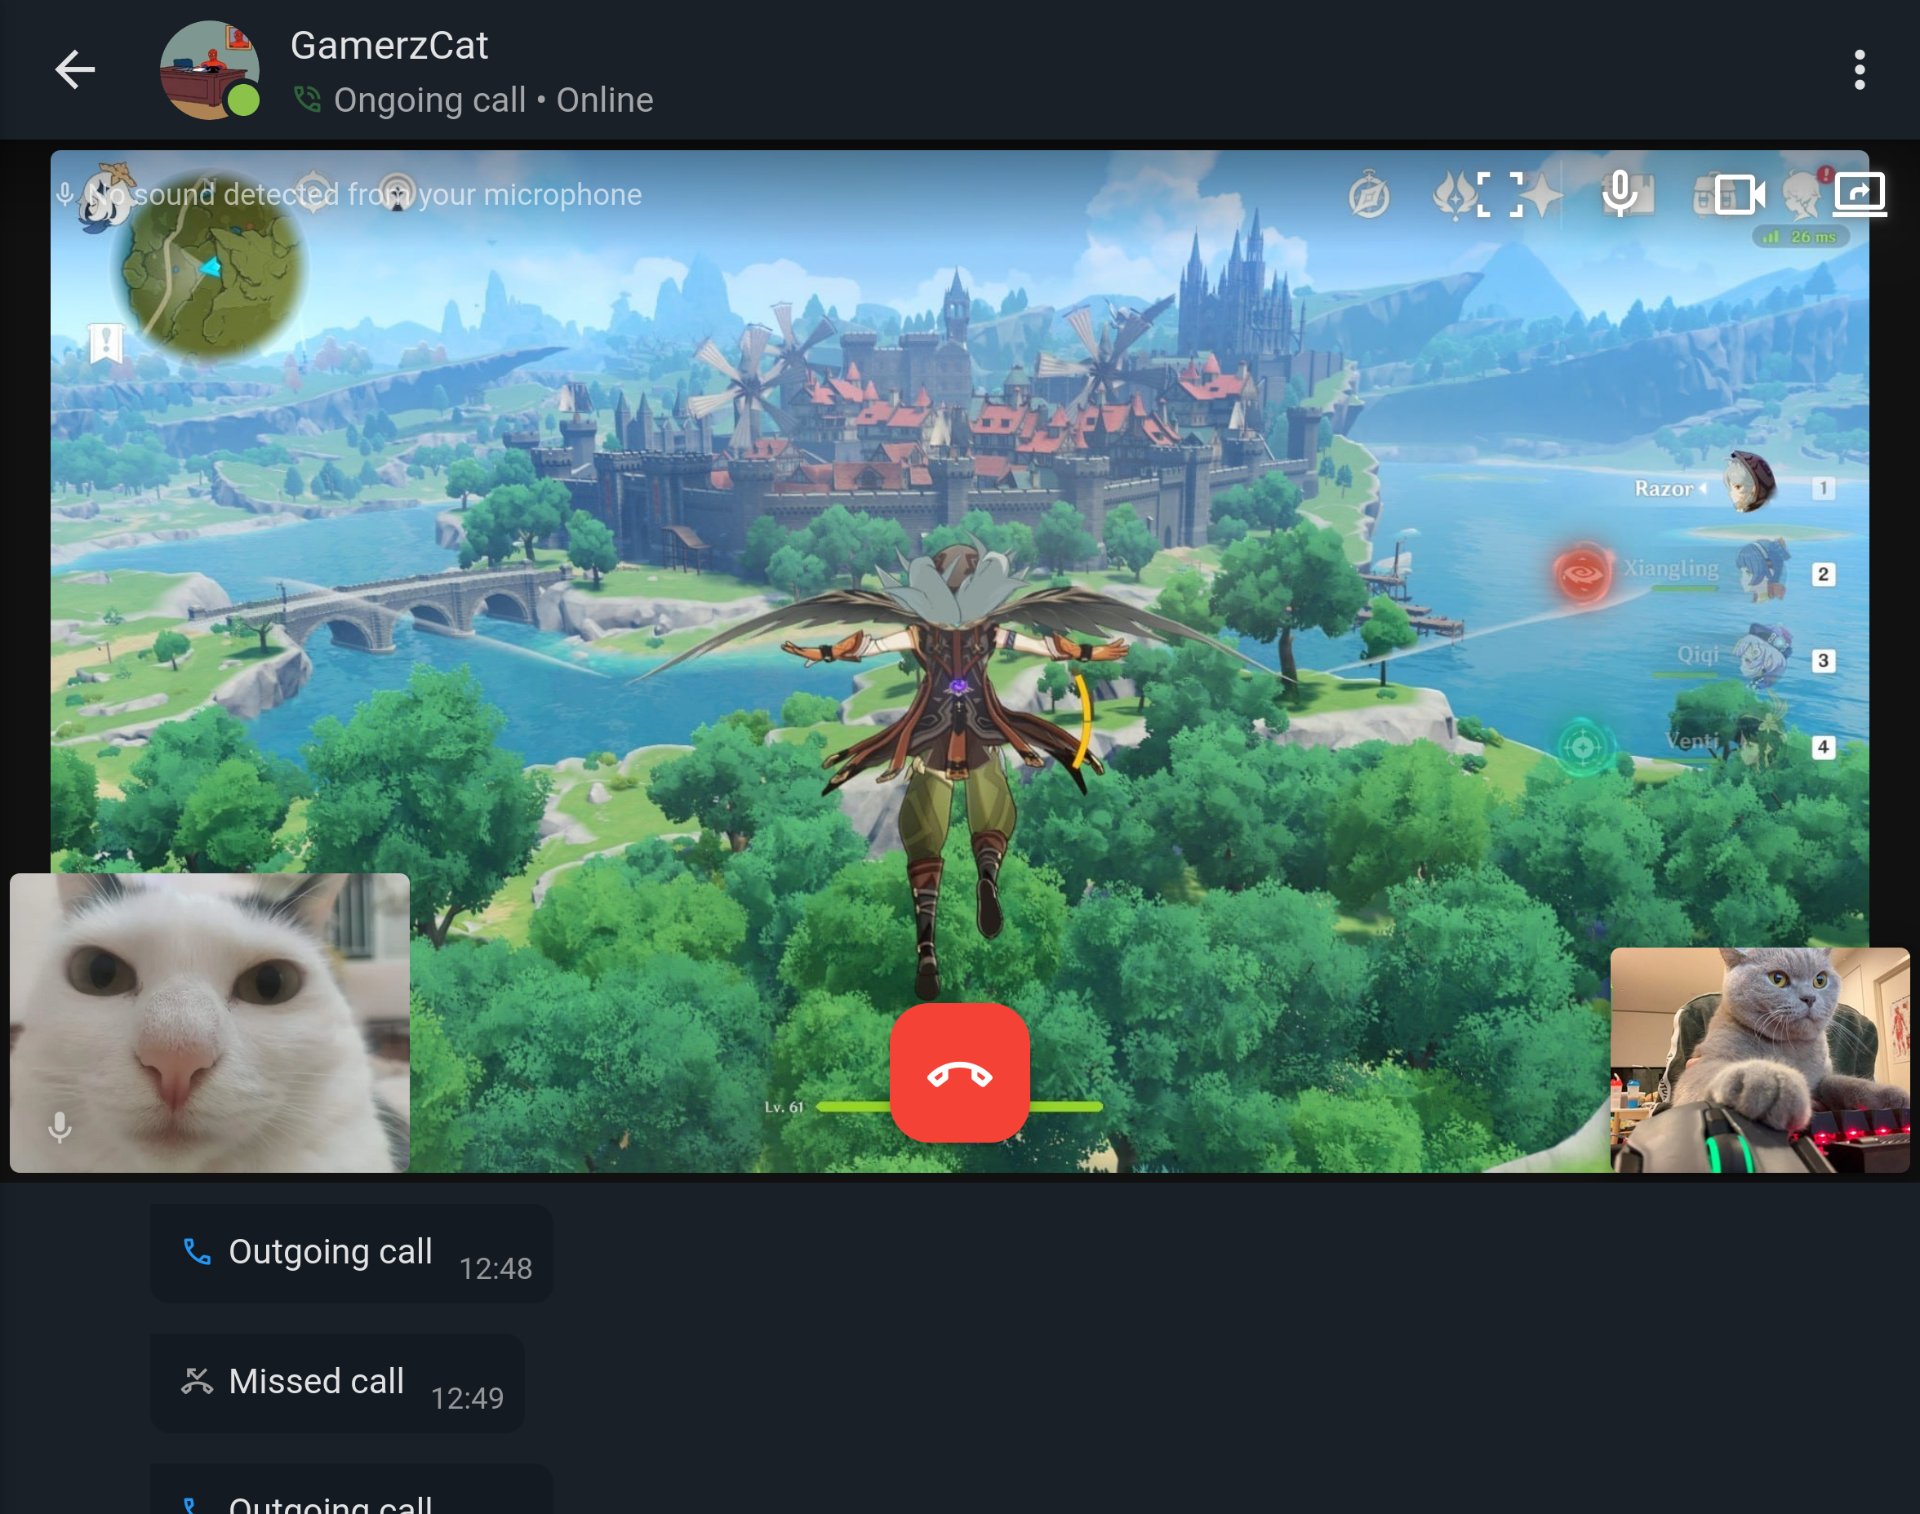 GamerzCat
Ongoing call • Online
No sound detected from your microphone
26 ms
Razor
1
Xiangling
2
Qiqi
3
Venti
4
Lv. 61
Outgoing call 12:48
Missed call 12:49
Outgoing call